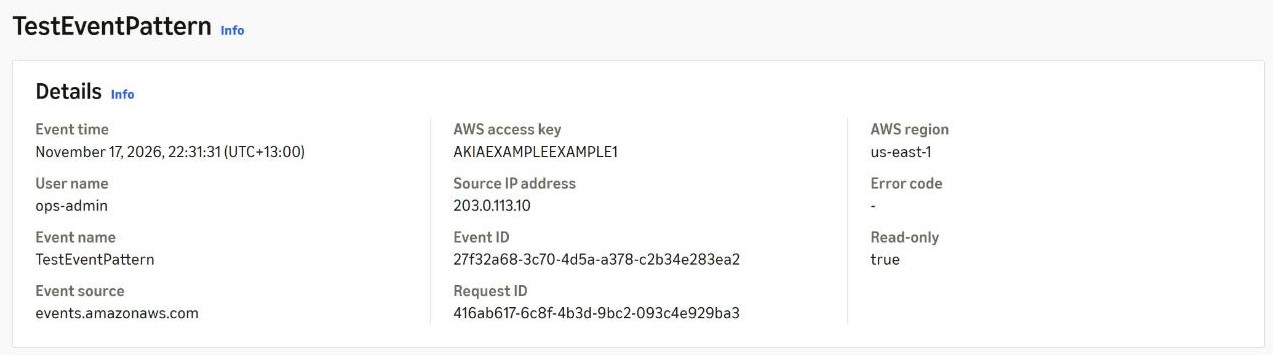 TestEventPattern Info
Details Info
Event time
November 17, 2026, 22:31:31 (UTC+13:00)
User name
ops-admin
Event name
TestEventPattern
Event source
events.amazonaws.com
AWS access key
AKIAEXAMPLEEXAMPLE1
Source IP address
203.0.113.10
Event ID
27f32a68-3c70-4d5a-a378-c2b34e283ea2
Request ID
416ab617-6c8f-4b3d-9bc2-093c4e929ba3
AWS region
us-east-1
Error code
-
Read-only
true